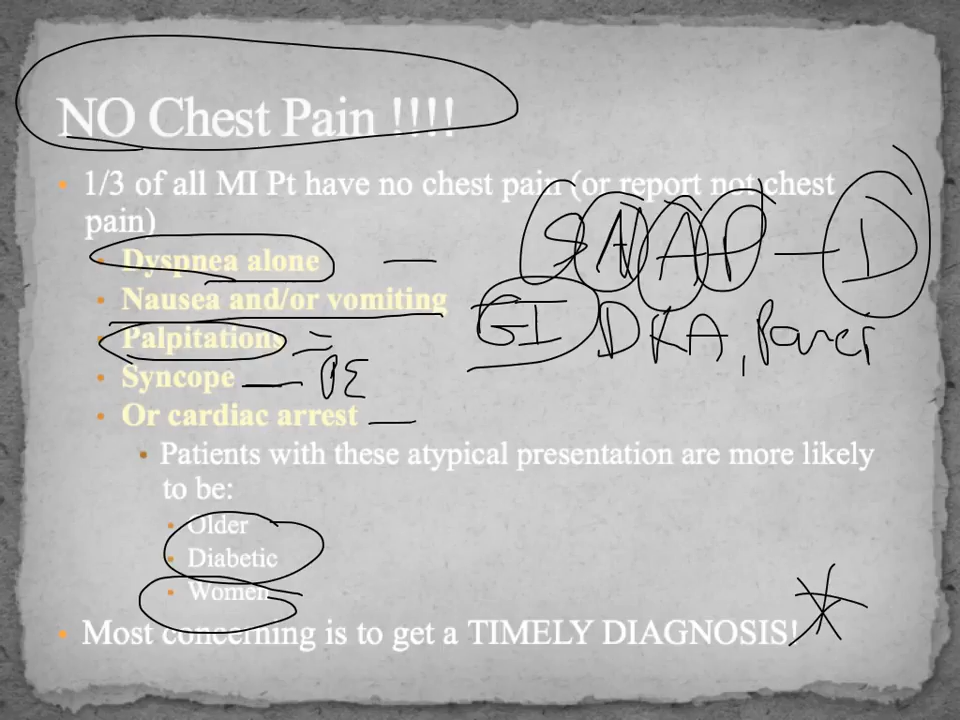 NO Chest Pain !!!!
• 1/3 of all MI Pt have no chest pain (or report not chest
pain)
SNAP — D
• Dyspnea alone —
• Nausea and/or vomiting
GI DKA,
• Palpitations =
• Syncope — PE
• Or cardiac arrest —
• Patients with these atypical presentation are more likely
to be:
• Older
• Diabetic
• Women
• Most concerning is to get a TIMELY DIAGNOSIS!